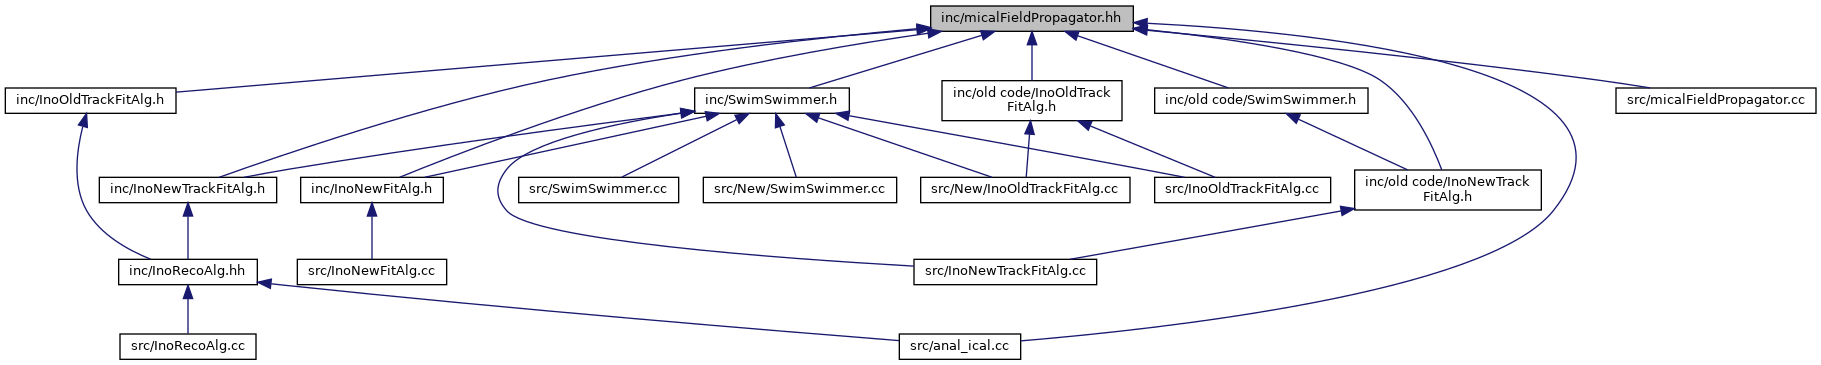 inc/micalFieldPropagator.hh
inc/InoOldTrackFitAlg.h
inc/SwimSwimmer.h
inc/old code/InoOldTrack
FitAlg.h
inc/old code/SwimSwimmer.h
src/micalFieldPropagator.cc
inc/InoNewTrackFitAlg.h
inc/InoNewFitAlg.h
src/SwimSwimmer.cc
src/New/SwimSwimmer.cc
src/New/InoOldTrackFitAlg.cc
src/InoOldTrackFitAlg.cc
inc/old code/InoNewTrack
FitAlg.h
inc/InoRecoAlg.hh
src/InoNewFitAlg.cc
src/InoNewTrackFitAlg.cc
src/InoRecoAlg.cc
src/anal_ical.cc